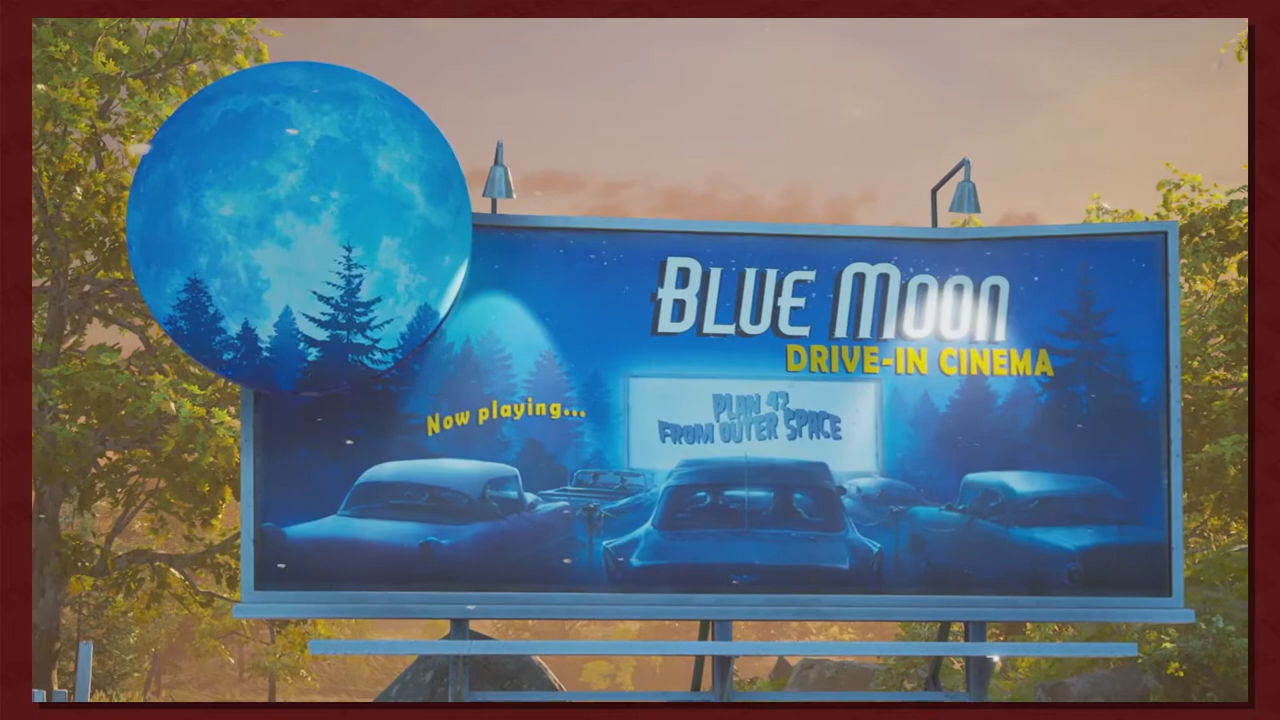 BLUE MOON
DRIVE-IN CINEMA
Now playing...
PLAN 42
FROM OUTER SPACE